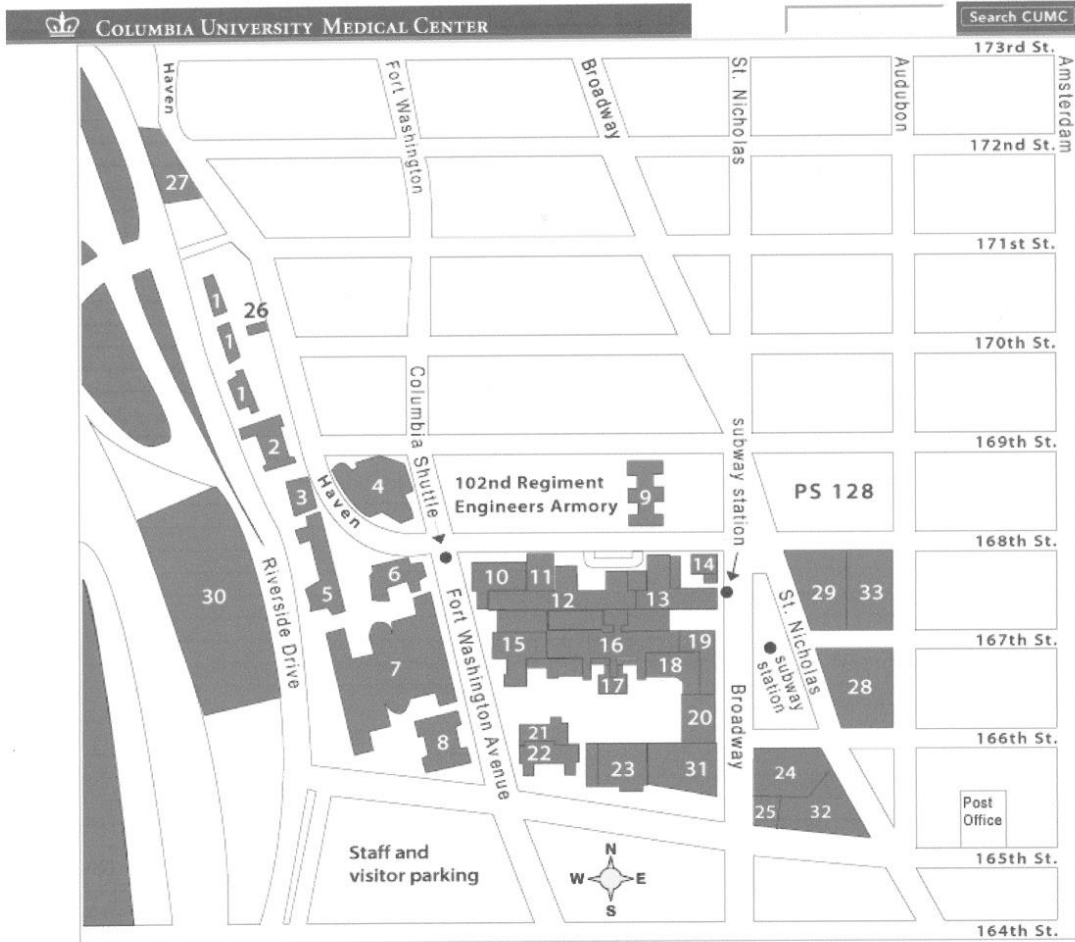 COLUMBIA UNIVERSITY MEDICAL CENTER
Search CUMC
173rd St.
Haven
Fort Washington
Broadway
St. Nicholas
Audubon
Amsterdam
172nd St.
27
171st St.
1
26
1
170th St.
1
Columbia Shuttle
subway station
2
169th St.
3
Haven
4
102nd Regiment
Engineers Armory
9
PS 128
168th St.
30
Riverside Drive
5
6
Fort Washington Avenue
10
11
12
13
14
29
33
St. Nicholas
167th St.
7
15
16
17
18
19
subway
station
28
8
20
Broadway
166th St.
21
22
23
31
24
25
32
Post
Office
165th St.
Staff and
visitor parking
N
W
E
S
164th St.